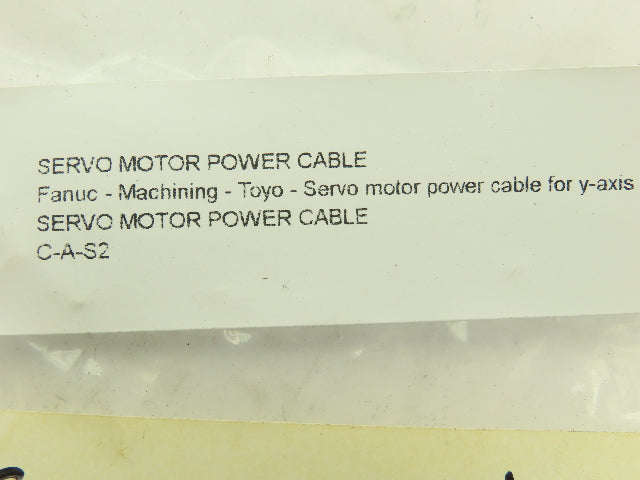 SERVO MOTOR POWER CABLE
Fanuc - Machining - Toyo - Servo motor power cable for y-axis
SERVO MOTOR POWER CABLE
C-A-S2